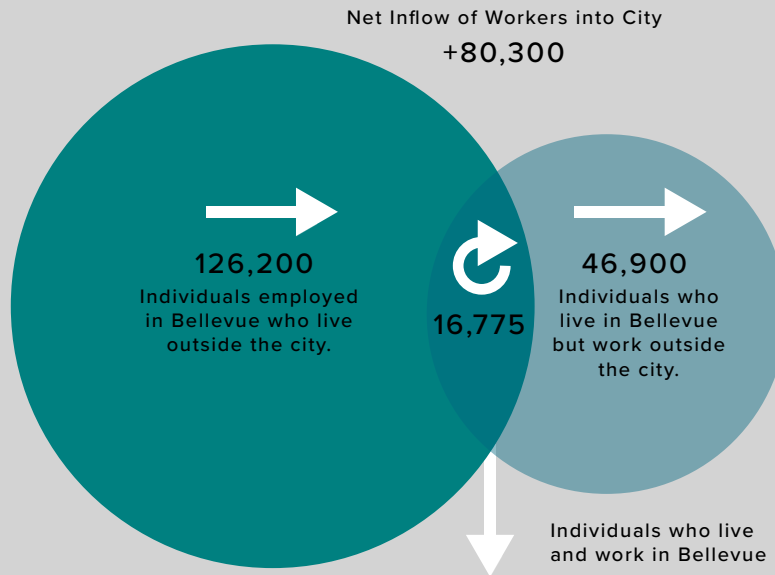 Net Inflow of Workers into City
+80,300
126,200
Individuals employed
in Bellevue who live
outside the city.
16,775
46,900
Individuals who
live in Bellevue
but work outside
the city.
Individuals who live
and work in Bellevue